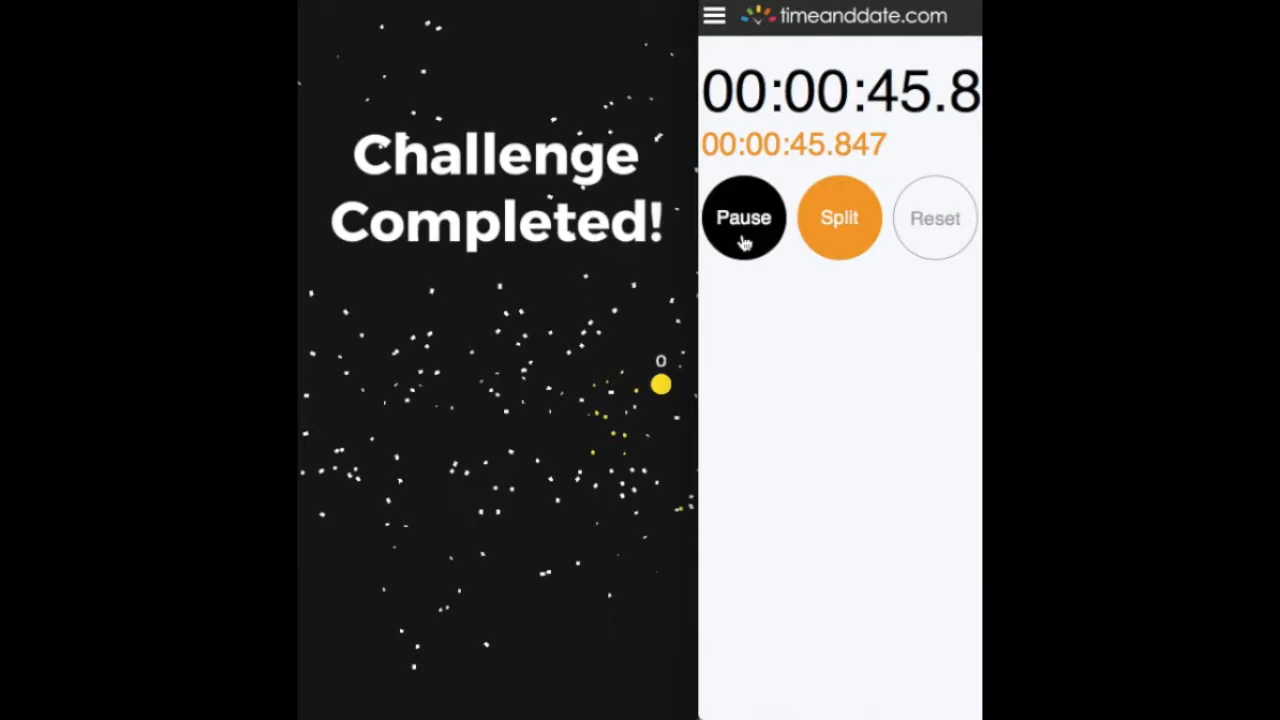 Challenge
Completed!
0
timeanddate.com
00:00:45.8
00:00:45.847
Pause
Split
Reset